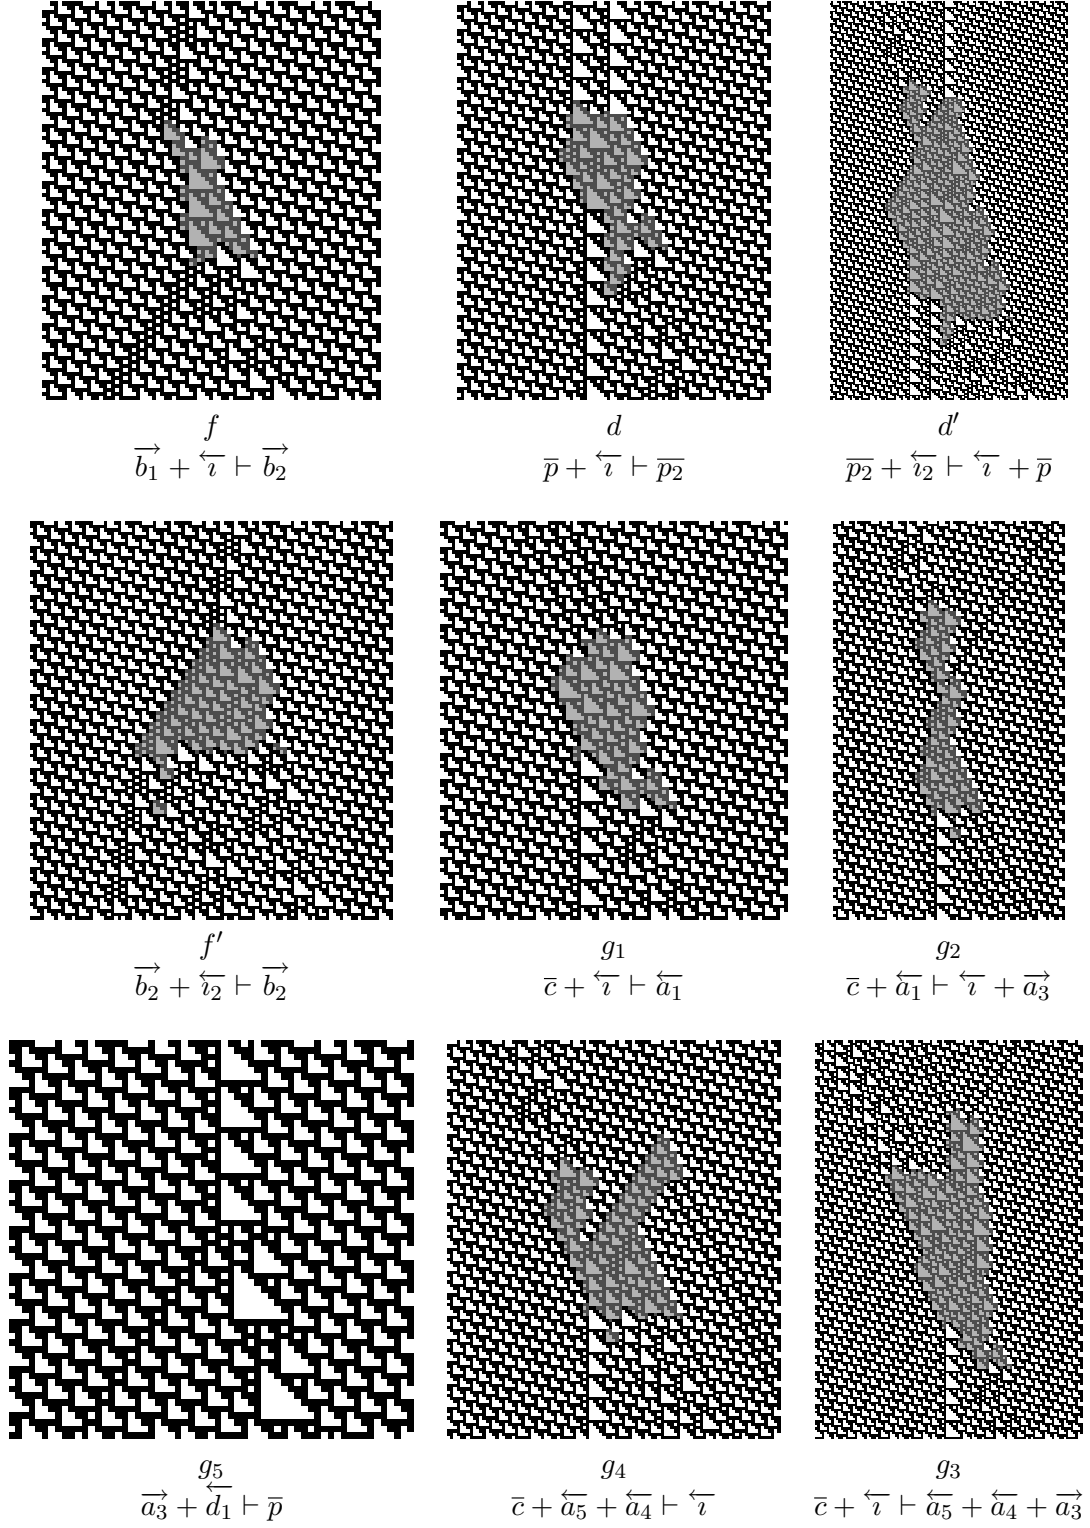 f d d′
$\overrightarrow{b_1} + \overleftarrow{\imath} \vdash \overrightarrow{b_2}$ $\overline{p} + \overleftarrow{\imath} \vdash \overline{p_2}$ $\overline{p_2} + \overleftarrow{\imath_2} \vdash \overleftarrow{\imath} + \overline{p}$
f′ g₁ g₂
$\overrightarrow{b_2} + \overleftarrow{\imath_2} \vdash \overrightarrow{b_2}$ $\overline{c} + \overleftarrow{\imath} \vdash \overleftarrow{a_1}$ $\overline{c} + \overleftarrow{a_1} \vdash \overleftarrow{\imath} + \overrightarrow{a_3}$
g₅ g₄ g₃
$\overrightarrow{a_3} + \overleftarrow{d_1} \vdash \overline{p}$ $\overline{c} + \overleftarrow{a_5} + \overleftarrow{a_4} \vdash \overleftarrow{\imath}$ $\overline{c} + \overleftarrow{\imath} \vdash \overleftarrow{a_5} + \overleftarrow{a_4} + \overrightarrow{a_3}$